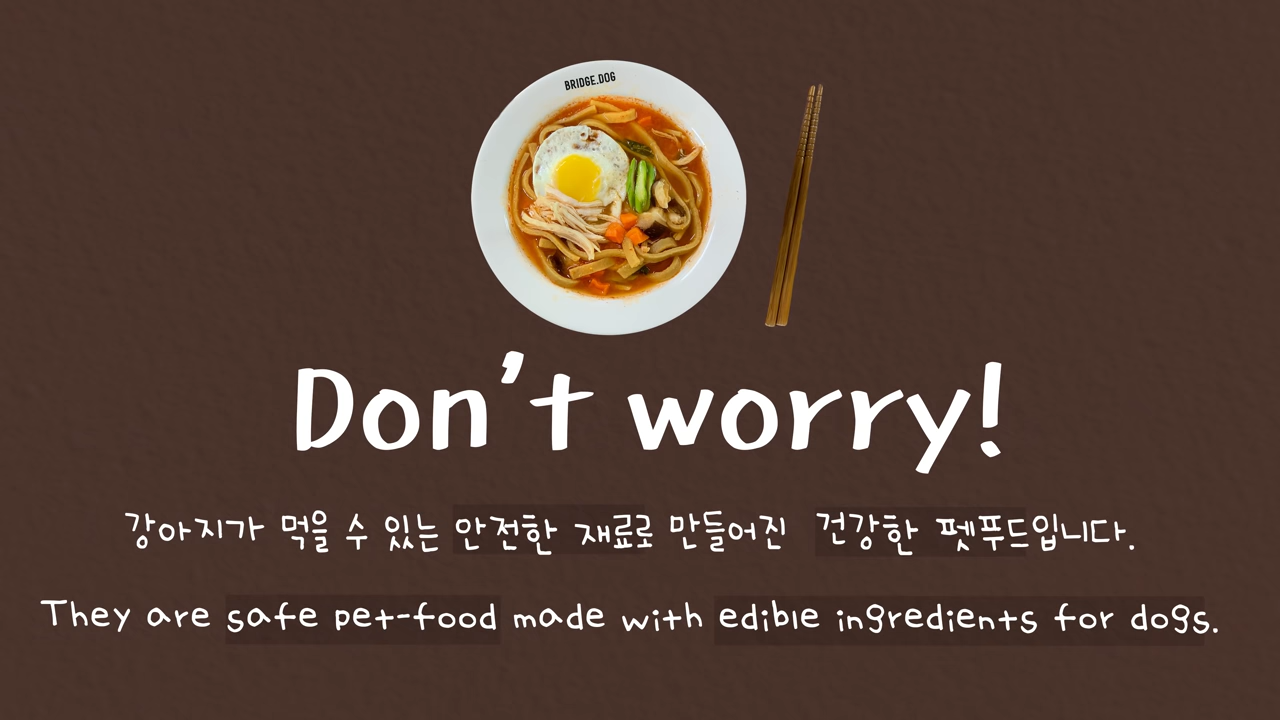 BRIDGE.DOG
Don't worry!
강아지가 먹을 수 있는 안전한 재료로 만들어진 건강한 펫푸드입니다.
They are safe pet-food made with edible ingredients for dogs.